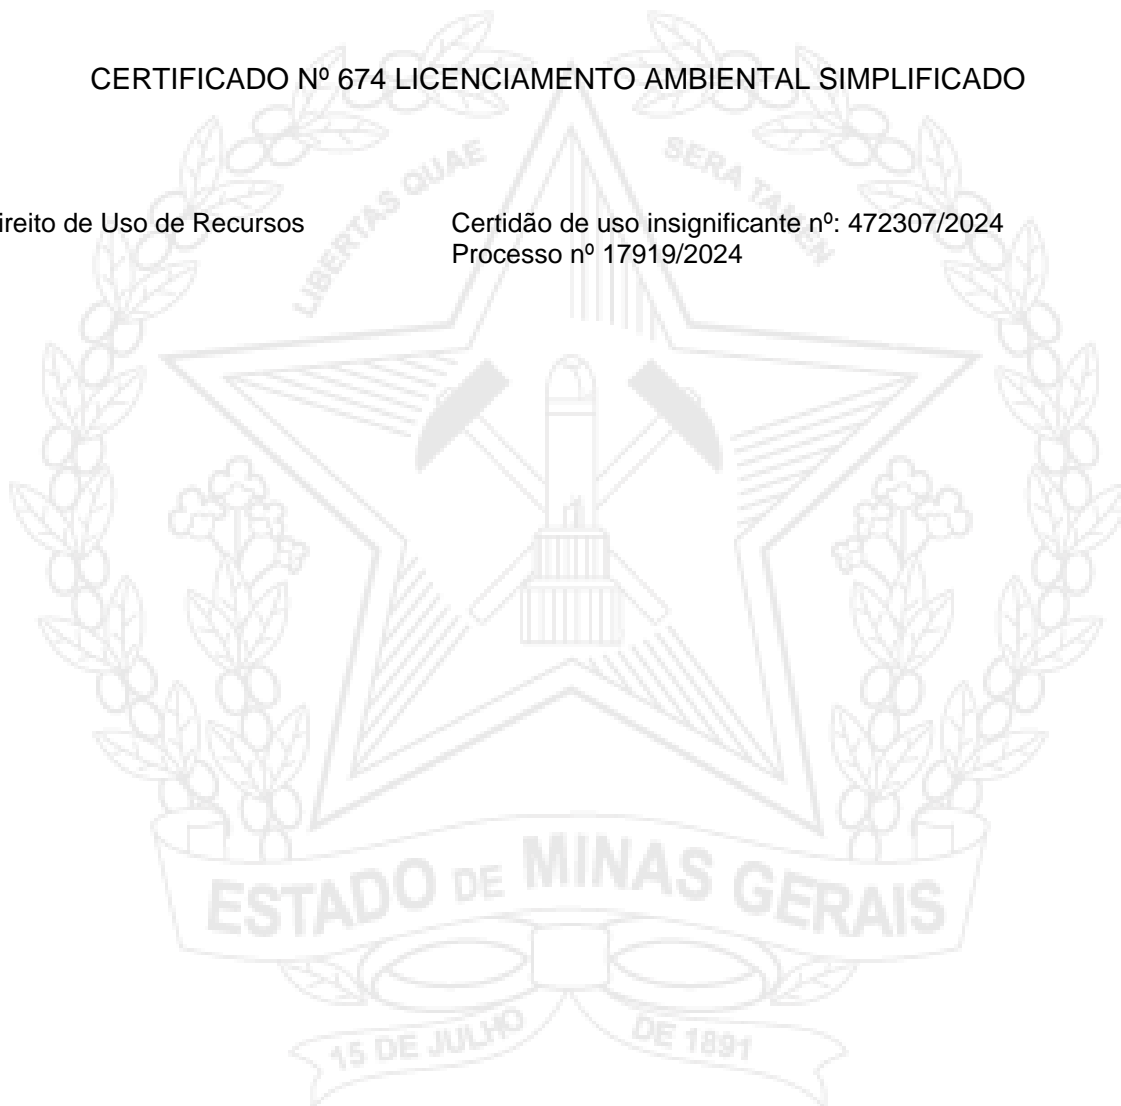 CERTIFICADO Nº 674 LICENCIAMENTO AMBIENTAL SIMPLIFICADO
LIBERTAS QUAE SERA TAMEN
ireito de Uso de Recursos Certidão de uso insignificante nº: 472307/2024
Processo nº 17919/2024
ESTADO DE MINAS GERAIS
15 DE JULHO DE 1891